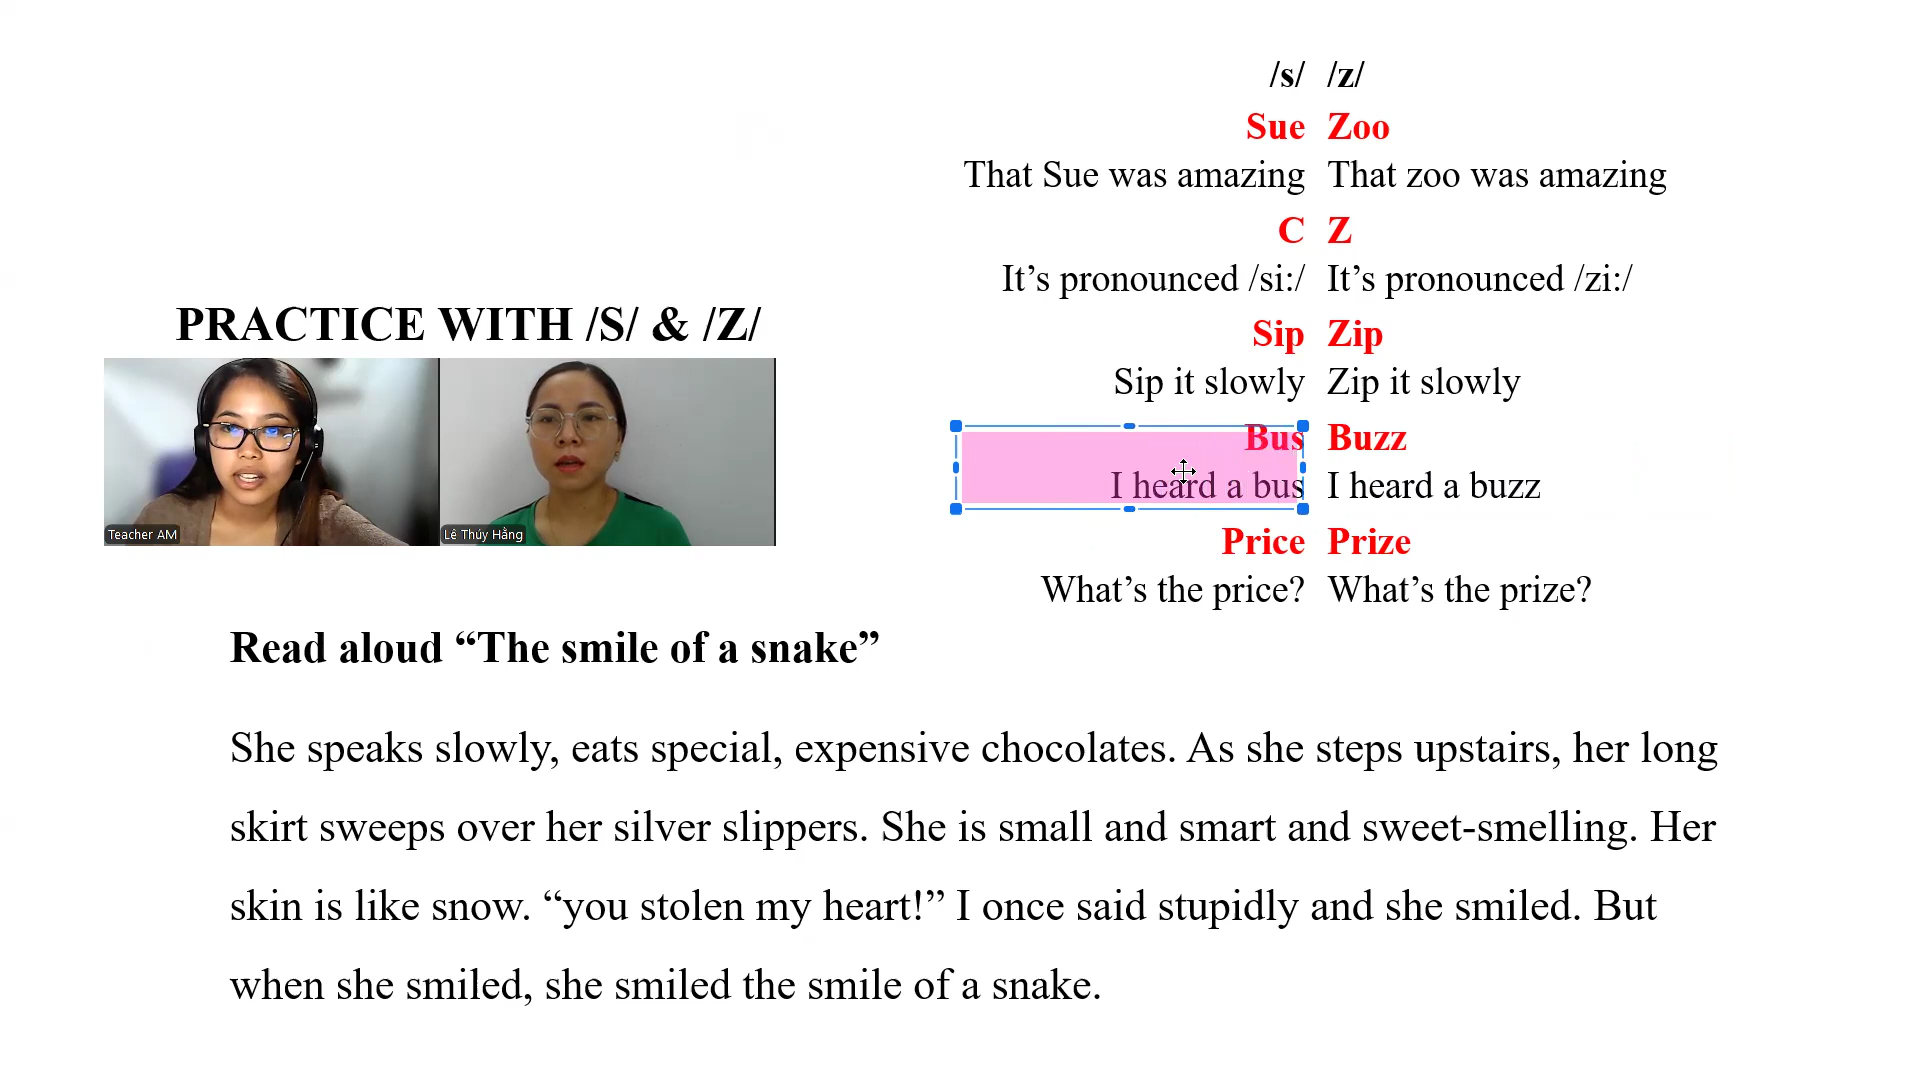 /s/ /z/
Sue Zoo
That Sue was amazing That zoo was amazing
C Z
It’s pronounced /si:/ It’s pronounced /zi:/
Sip Zip
Sip it slowly Zip it slowly
Bus Buzz
I heard a bus I heard a buzz
Price Prize
What’s the price? What’s the prize?
PRACTICE WITH /S/ & /Z/
Teacher AM
Lê Thúy Hằng
Read aloud “The smile of a snake”
She speaks slowly, eats special, expensive chocolates. As she steps upstairs, her long
skirt sweeps over her silver slippers. She is small and smart and sweet-smelling. Her
skin is like snow. “you stolen my heart!” I once said stupidly and she smiled. But
when she smiled, she smiled the smile of a snake.